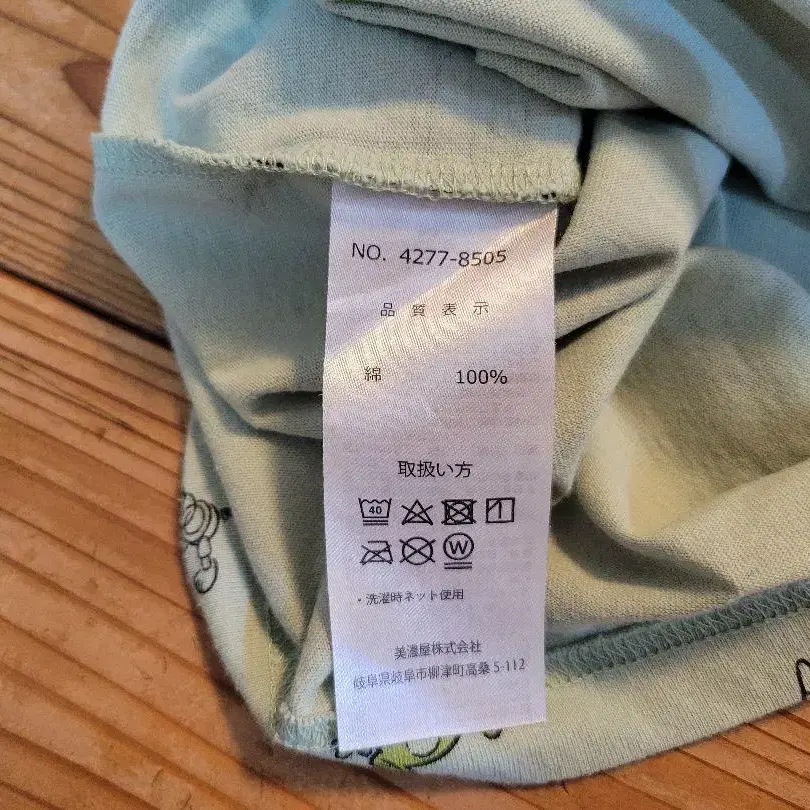 NO. 4277-8505
品質表示
綿 100%
取扱い方
40
W
・洗濯時ネット使用
美濃屋株式会社
岐阜県岐阜市柳津町高桑5-112